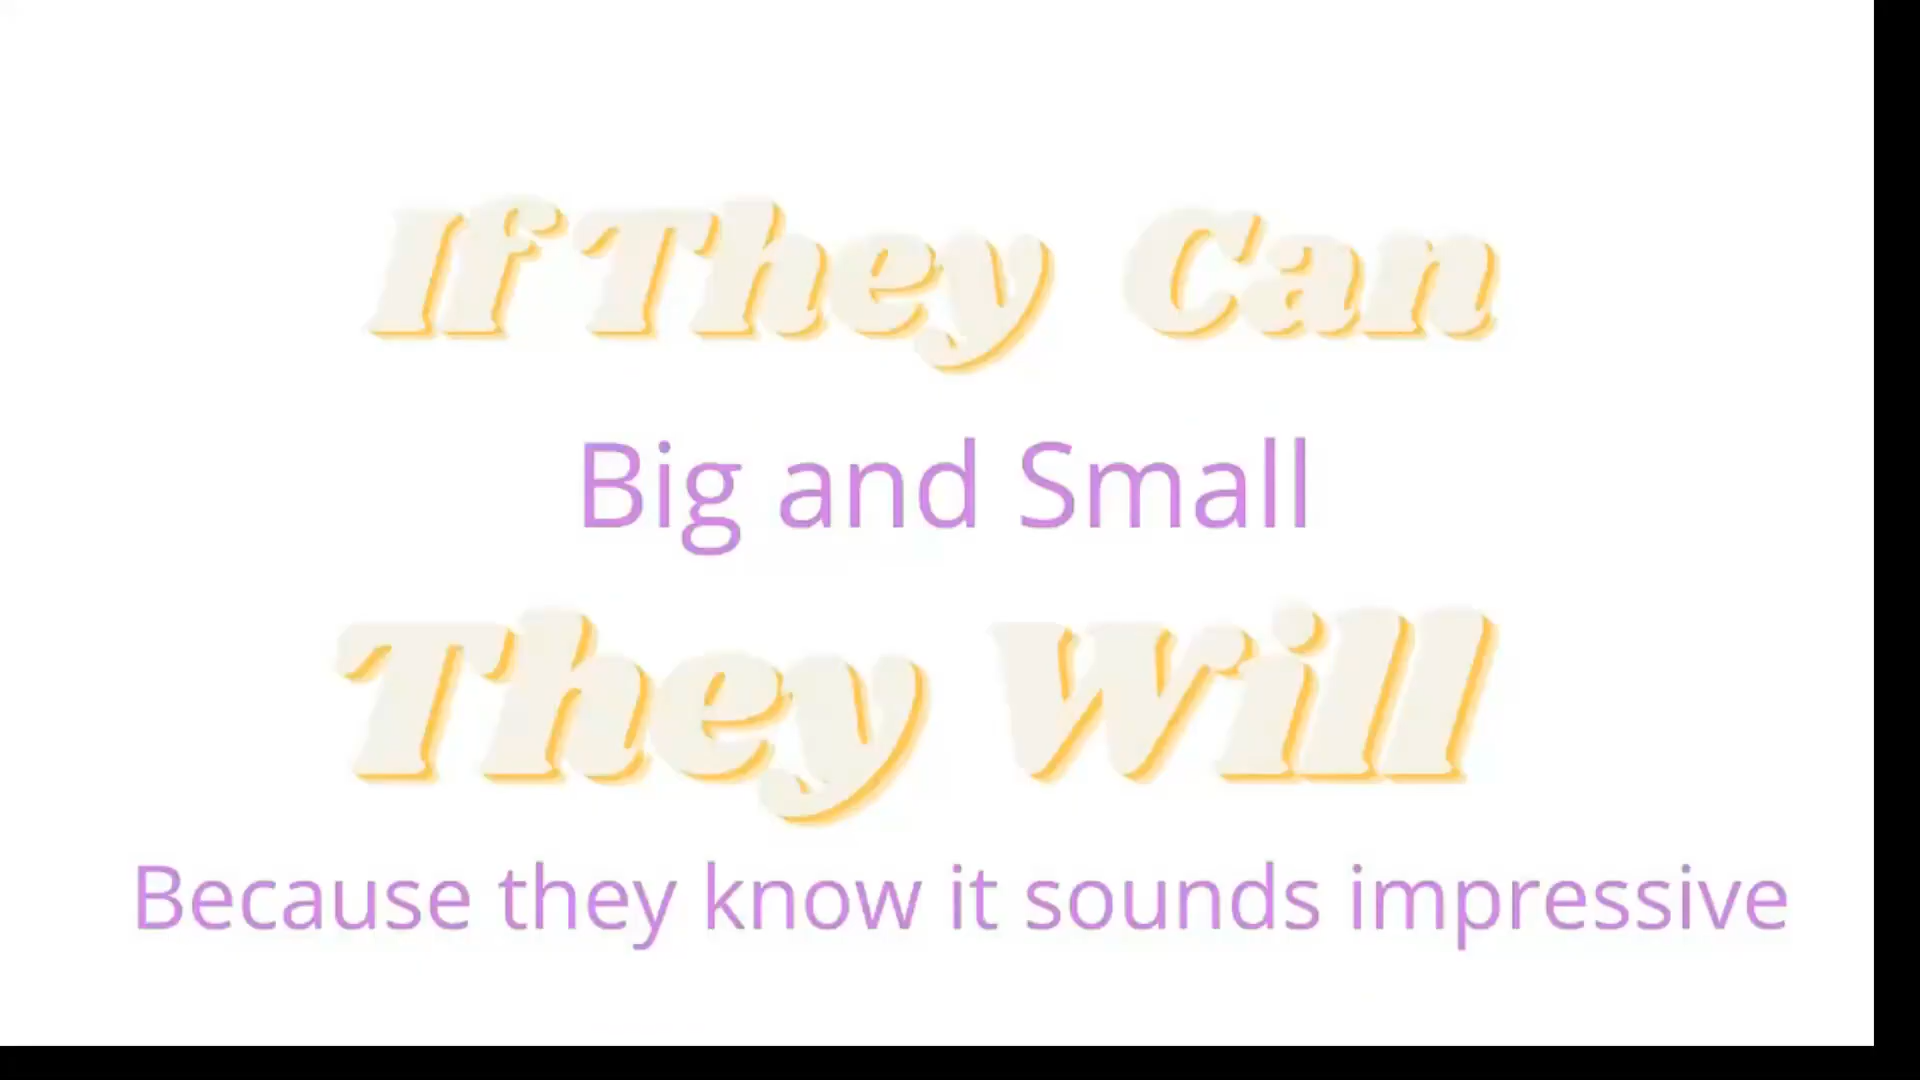 If They Can
Big and Small
They Will
Because they know it sounds impressive